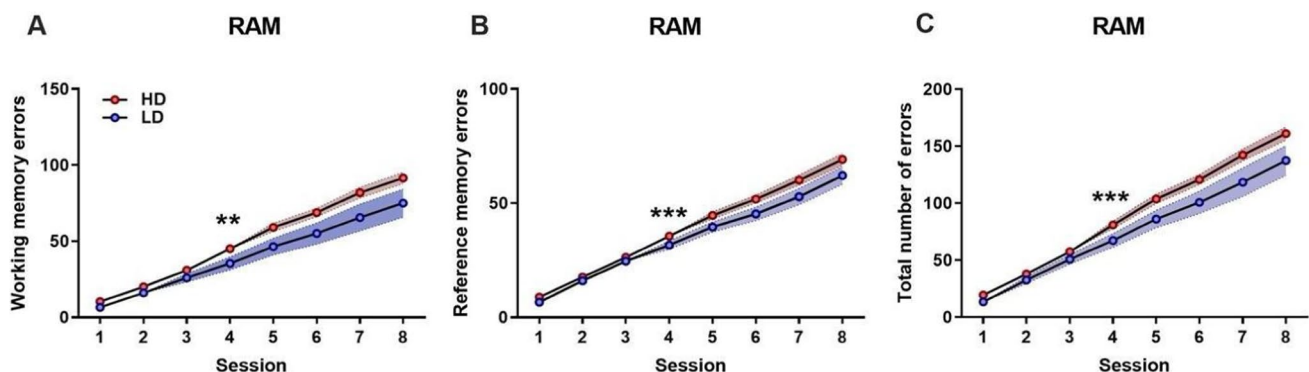 A
RAM
Working memory errors
150
100
50
0
HD
LD
**
1 2 3 4 5 6 7 8
Session
B
RAM
Reference memory errors
100
50
0
***
1 2 3 4 5 6 7 8
Session
C
RAM
Total number of errors
200
150
100
50
0
***
1 2 3 4 5 6 7 8
Session